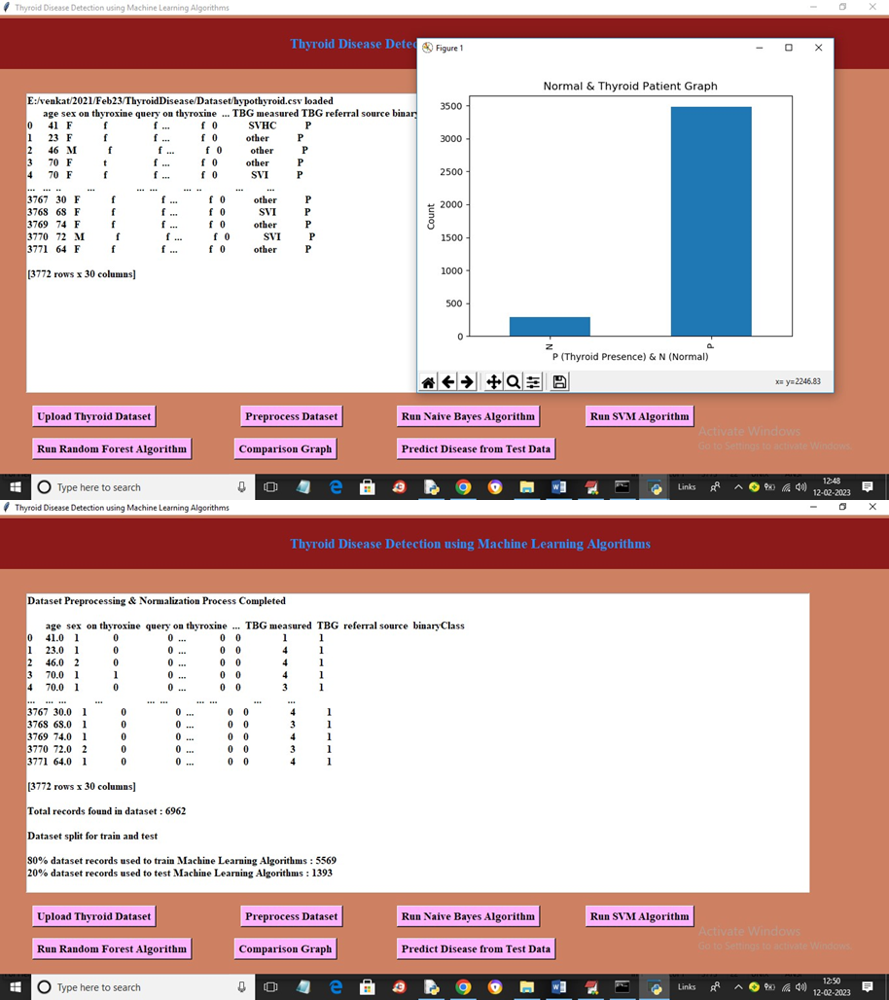 Thyroid Disease Detection using Machine Learning Algorithms
Thyroid Disease Detec
E:/venkat/2021/Feb23/ThyroidDisease/Dataset/hypothyroid.csv loaded
age sex on thyroxine query on thyroxine ... TBG measured TBG referral source binary
0 41 F f f ... f 0 SVHC P
1 23 F f f ... f 0 other P
2 46 M f f ... f 0 other P
3 70 F t f ... f 0 other P
4 70 F f f ... f 0 SVI P
... ... .. ... ... ... ... .. ... ...
3767 30 F f f ... f 0 other P
3768 68 F f f ... f 0 SVI P
3769 74 F f f ... f 0 other P
3770 72 M f f ... f 0 SVI P
3771 64 F f f ... f 0 other P
[3772 rows x 30 columns]
Figure 1
Normal & Thyroid Patient Graph
3500
3000
2500
2000
1500
1000
500
0
Count
N P
P (Thyroid Presence) & N (Normal)
x= y=2246.83
Upload Thyroid Dataset Preprocess Dataset Run Naive Bayes Algorithm Run SVM Algorithm
Run Random Forest Algorithm Comparison Graph Predict Disease from Test Data
Activate Windows
Go to Settings to activate Windows.
Type here to search Links 12:48
12-02-2023
Thyroid Disease Detection using Machine Learning Algorithms
Thyroid Disease Detection using Machine Learning Algorithms
Dataset Preprocessing & Normalization Process Completed
age sex on thyroxine query on thyroxine ... TBG measured TBG referral source binaryClass
0 41.0 1 0 0 ... 0 0 1 1
1 23.0 1 0 0 ... 0 0 4 1
2 46.0 2 0 0 ... 0 0 4 1
3 70.0 1 1 0 ... 0 0 4 1
4 70.0 1 0 0 ... 0 0 3 1
... ... ... ... ... ... ... ... ... ...
3767 30.0 1 0 0 ... 0 0 4 1
3768 68.0 1 0 0 ... 0 0 3 1
3769 74.0 1 0 0 ... 0 0 4 1
3770 72.0 2 0 0 ... 0 0 3 1
3771 64.0 1 0 0 ... 0 0 4 1
[3772 rows x 30 columns]
Total records found in dataset : 6962
Dataset split for train and test
80% dataset records used to train Machine Learning Algorithms : 5569
20% dataset records used to test Machine Learning Algorithms : 1393
Upload Thyroid Dataset Preprocess Dataset Run Naive Bayes Algorithm Run SVM Algorithm
Run Random Forest Algorithm Comparison Graph Predict Disease from Test Data
Activate Windows
Go to Settings to activate Windows.
Type here to search Links 12:50
12-02-2023